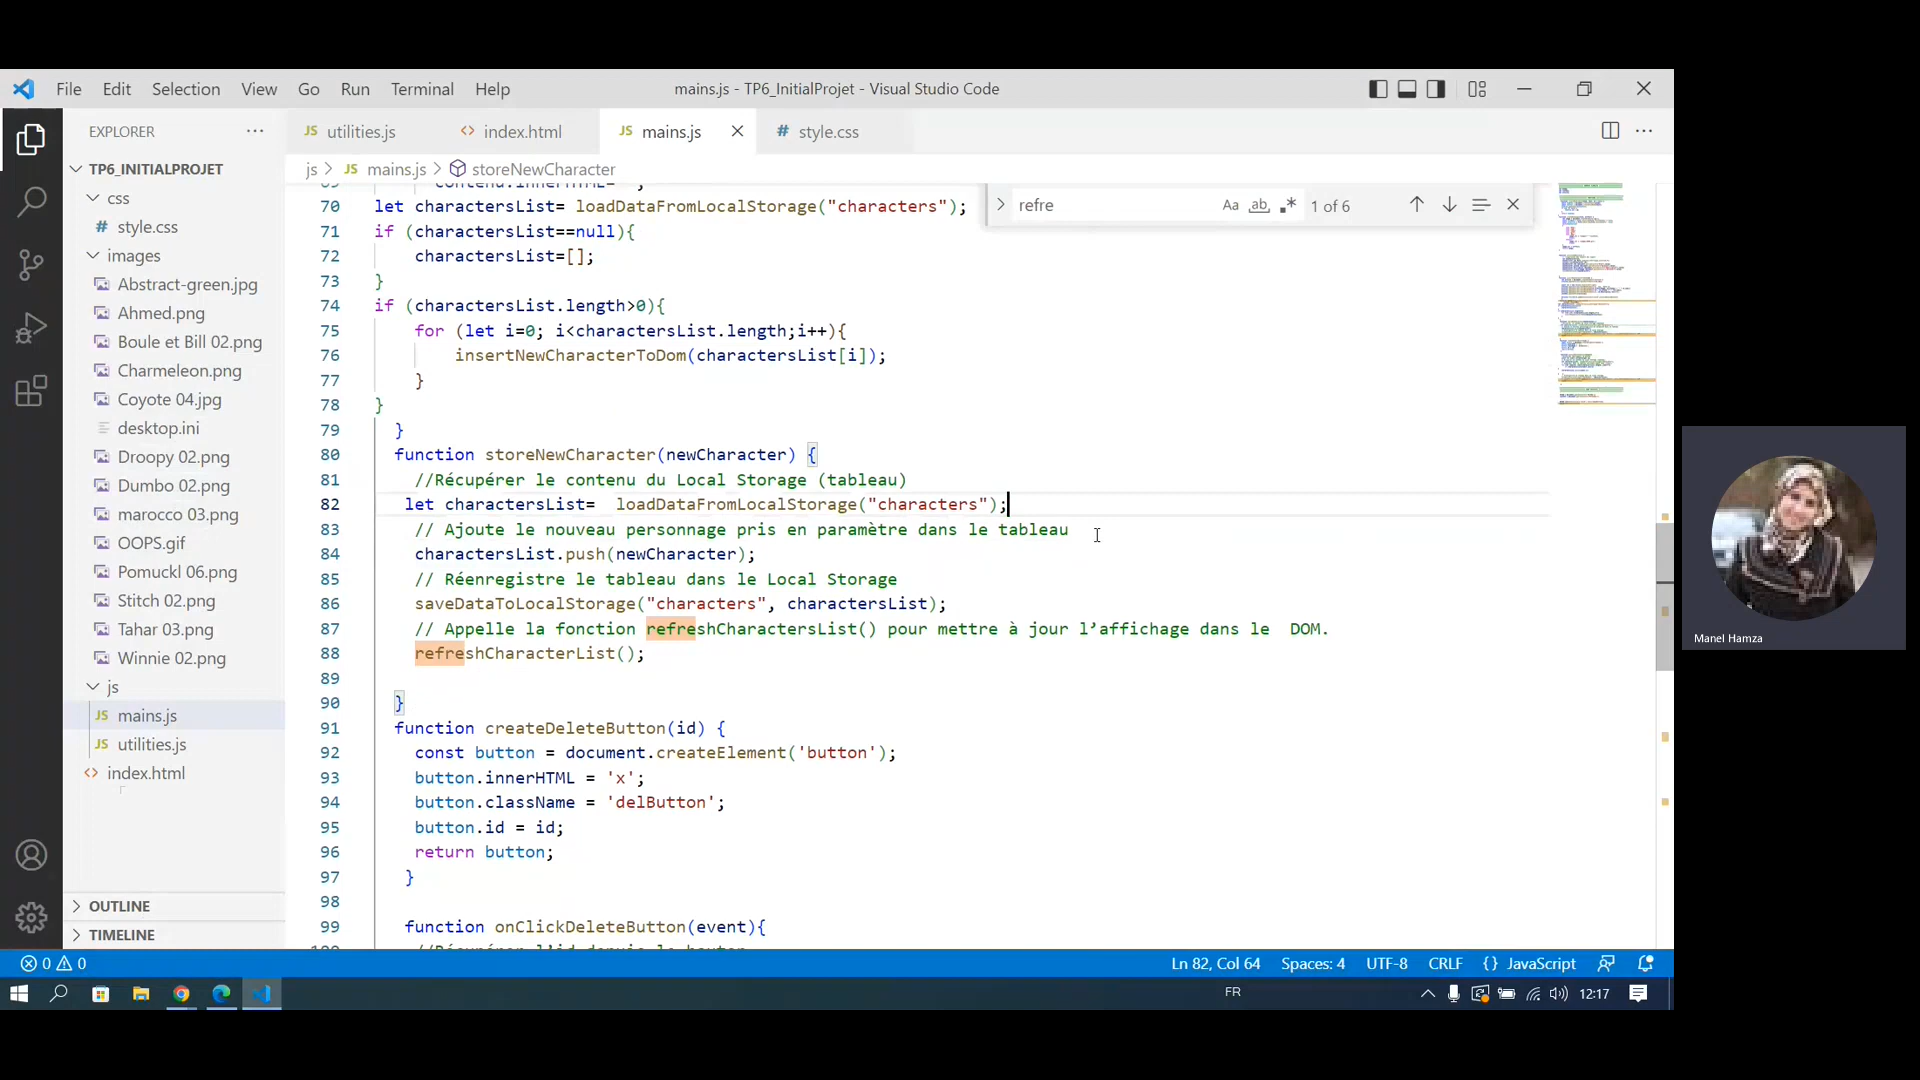 File Edit Selection View Go Run Terminal Help
mains.js - TP6_InitialProjet - Visual Studio Code
EXPLORER
TP6_INITIALPROJET
css
style.css
images
Abstract-green.jpg
Ahmed.png
Boule et Bill 02.png
Charmeleon.png
Coyote 04.jpg
desktop.ini
Droopy 02.png
Dumbo 02.png
marocco 03.png
OOPS.gif
Pomuckl 06.png
Stitch 02.png
Tahar 03.png
Winnie 02.png
js
JS mains.js
JS utilities.js
index.html
OUTLINE
TIMELINE
JS utilities.js
index.html
JS mains.js
style.css
js > JS mains.js > storeNewCharacter
refre
Aa ab 1 of 6
70 let charactersList= loadDataFromLocalStorage("characters");
71 if (charactersList==null){
72 charactersList=[];
73 }
74 if (charactersList.length>0){
75 for (let i=0; i<charactersList.length;i++){
76 insertNewCharacterToDom(charactersList[i]);
77 }
78 }
79 }
80 function storeNewCharacter(newCharacter) {
81 //Récupérer le contenu du Local Storage (tableau)
82 let charactersList= loadDataFromLocalStorage("characters");
83 // Ajoute le nouveau personnage pris en paramètre dans le tableau
84 charactersList.push(newCharacter);
85 // Réenregistre le tableau dans le Local Storage
86 saveDataToLocalStorage("characters", charactersList);
87 // Appelle la fonction refreshCharactersList() pour mettre à jour l’affichage dans le DOM.
88 refreshCharacterList();
89
90 }
91 function createDeleteButton(id) {
92 const button = document.createElement('button');
93 button.innerHTML = 'x';
94 button.className = 'delButton';
95 button.id = id;
96 return button;
97 }
98
99 function onClickDeleteButton(event){
0 0
Ln 82, Col 64 Spaces: 4 UTF-8 CRLF {} JavaScript
FR
12:17
Manel Hamza